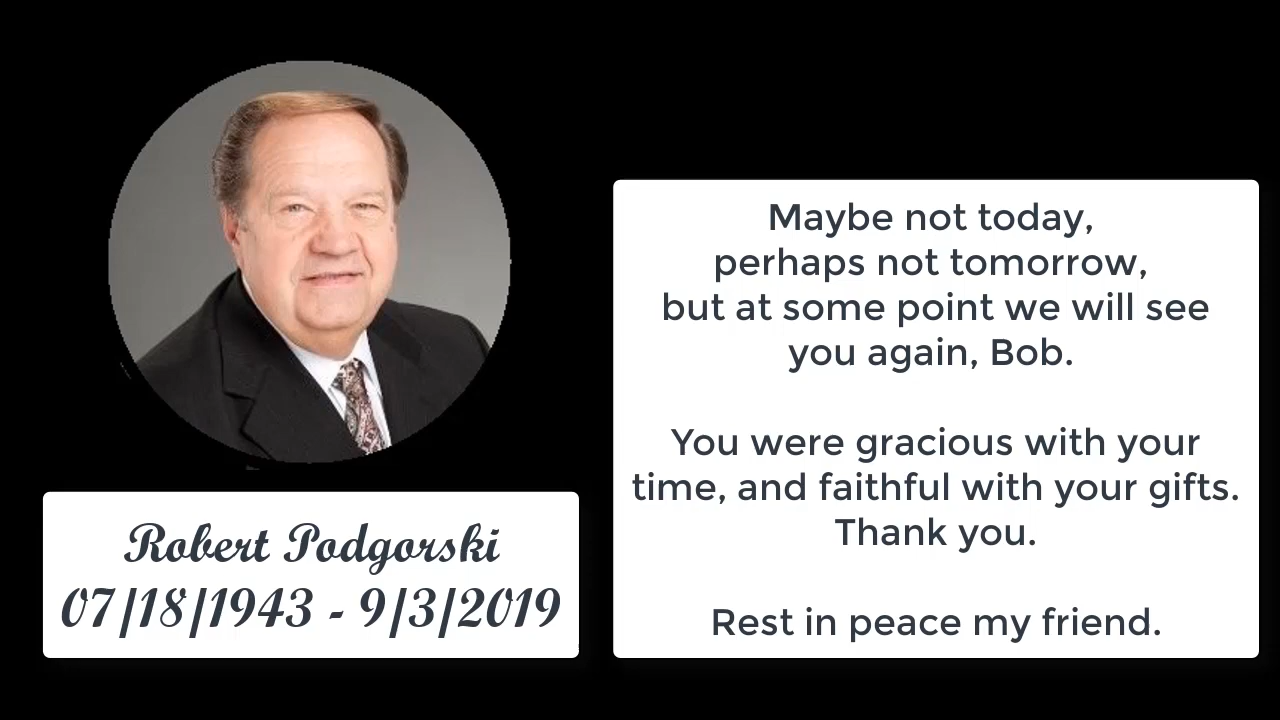 Robert Podgorski
07/18/1943 - 9/3/2019
Maybe not today,
perhaps not tomorrow,
but at some point we will see
you again, Bob.
You were gracious with your
time, and faithful with your gifts.
Thank you.
Rest in peace my friend.